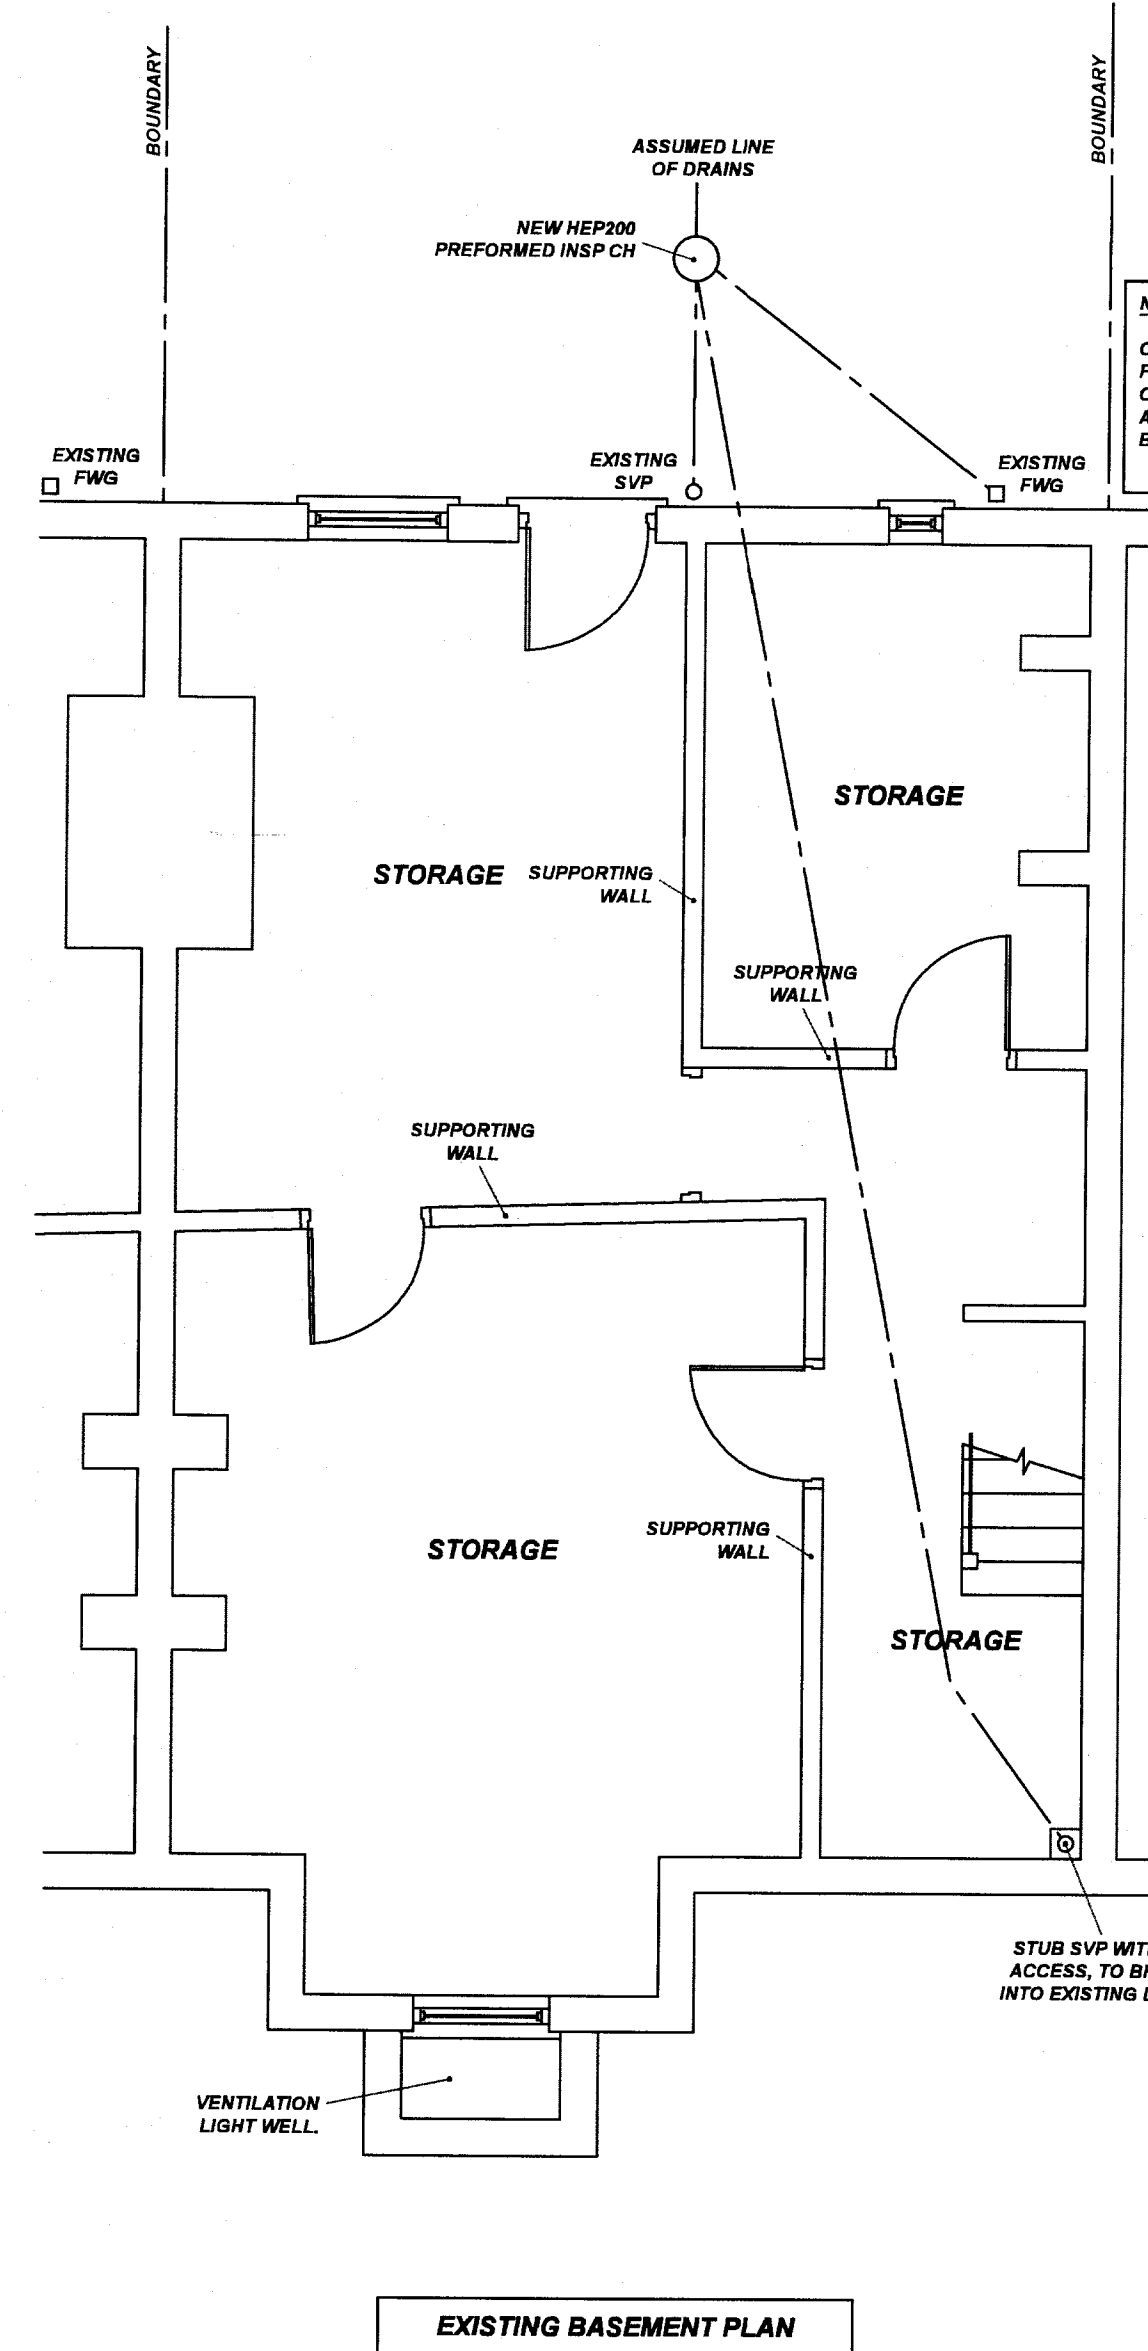 BOUNDARY
BOUNDARY
ASSUMED LINE
OF DRAINS
NEW HEP200
PREFORMED INSP CH
EXISTING
FWG
EXISTING
SVP
EXISTING
FWG
STORAGE
STORAGE
SUPPORTING
WALL
SUPPORTING
WALL
SUPPORTING
WALL
STORAGE
SUPPORTING
WALL
STORAGE
STUB SVP
ACCESS, TO
INTO EXISTING
VENTILATION
LIGHT WELL.
EXISTING BASEMENT PLAN